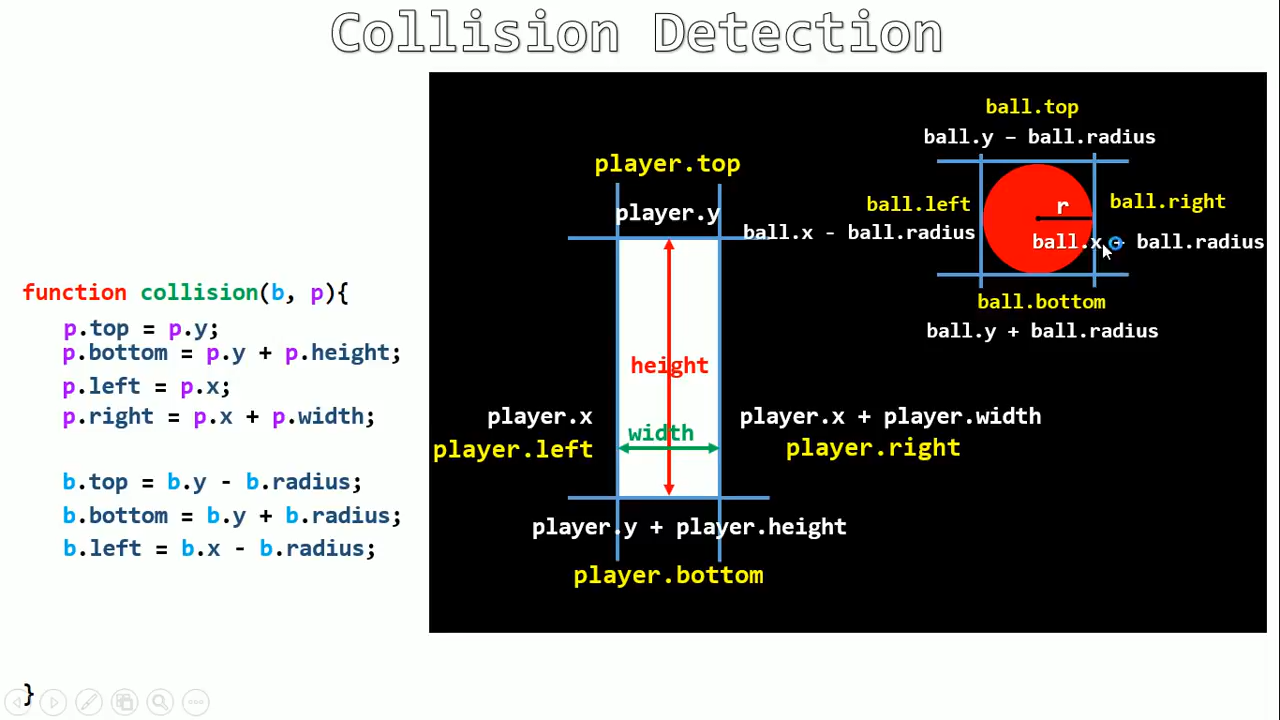 Collision Detection
function collision(b, p){
p.top = p.y;
p.bottom = p.y + p.height;
p.left = p.x;
p.right = p.x + p.width;
b.top = b.y - b.radius;
b.bottom = b.y + b.radius;
b.left = b.x - b.radius;
}
player.top
player.y
height
width
player.x
player.left
player.x + player.width
player.right
player.y + player.height
player.bottom
ball.top
ball.y – ball.radius
ball.left
ball.x - ball.radius
r
ball.right
ball.x + ball.radius
ball.bottom
ball.y + ball.radius